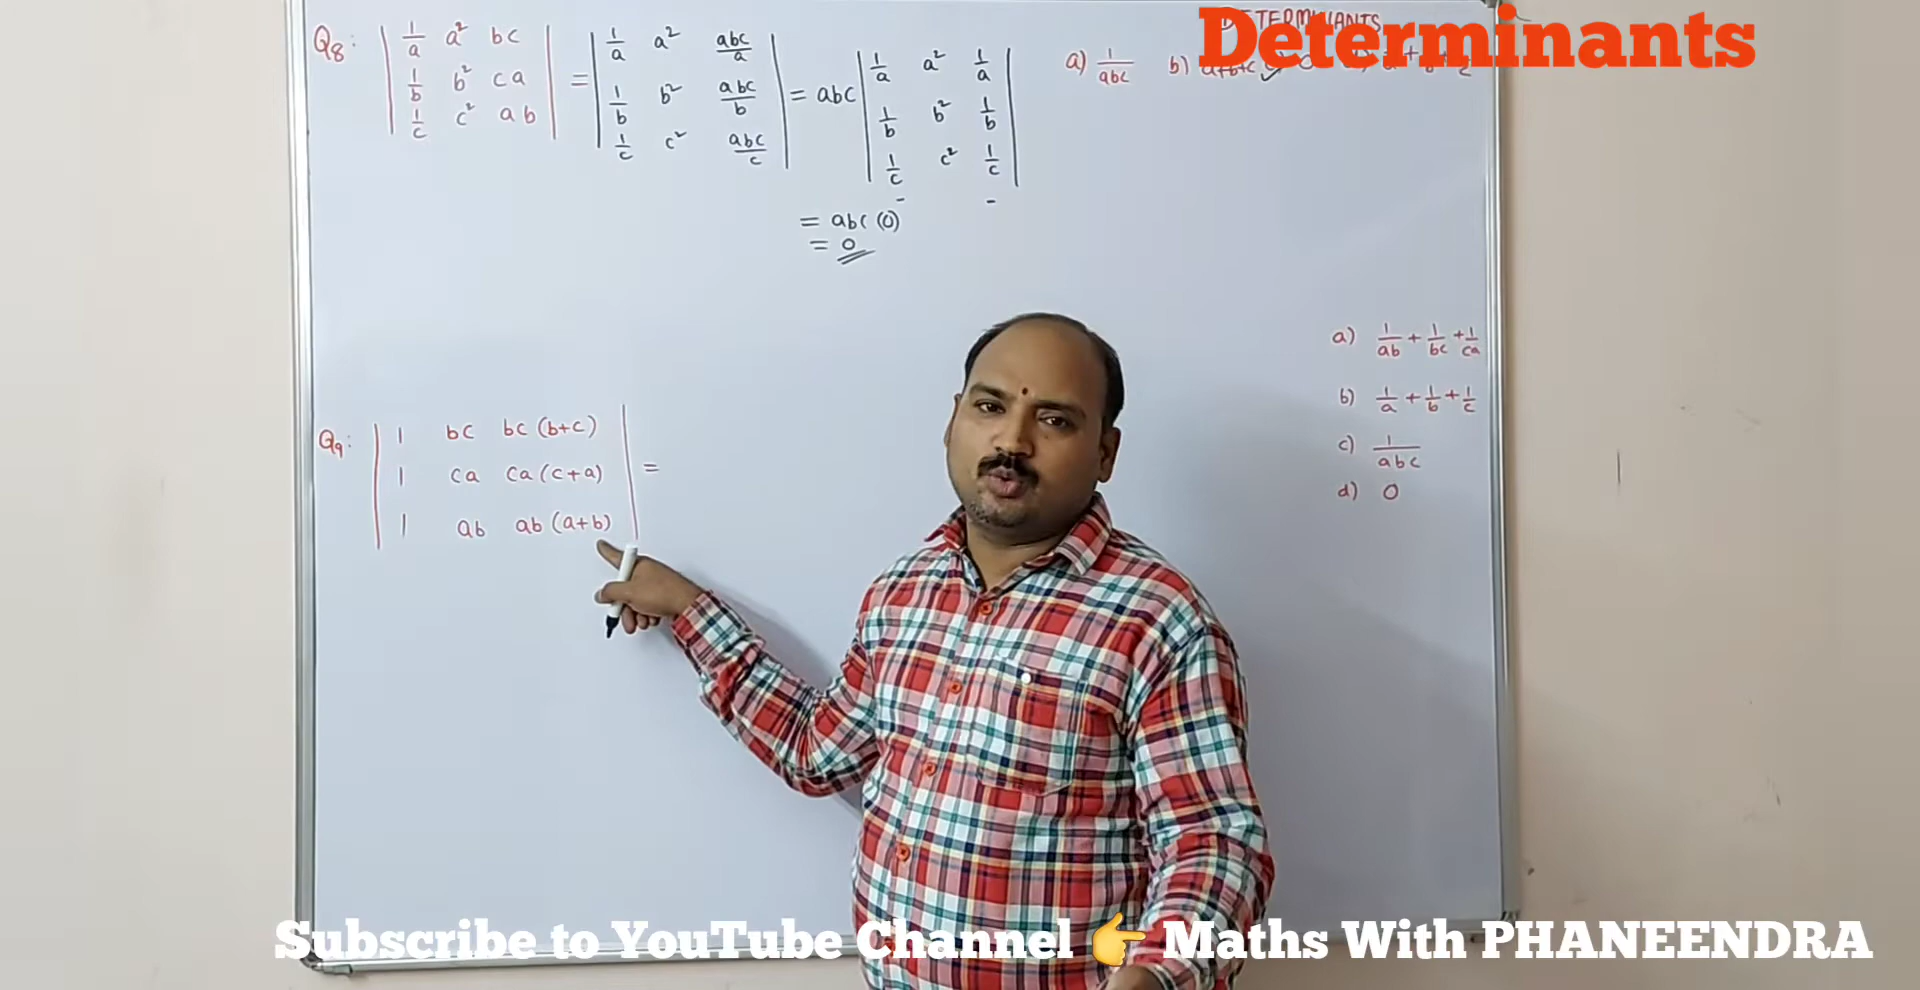 DETERMINANTS
Determinants
Q8: | 1/a a² bc | = | 1/a a² abc/a | = abc | 1/a a² 1/a |
| 1/b b² ca | | 1/b b² abc/b | | 1/b b² 1/b |
| 1/c c² ab | | 1/c c² abc/c | | 1/c c² 1/c |
= abc (0)
= 0
a) 1/abc b) a+b+c ✓ 0
Q9: | 1 bc bc (b+c) |
| 1 ca ca (c+a) | =
| 1 ab ab (a+b) |
a) 1/ab + 1/bc + 1/ca
b) 1/a + 1/b + 1/c
c) 1/abc
d) 0
Subscribe to YouTube Channel 👉 Maths With PHANEENDRA